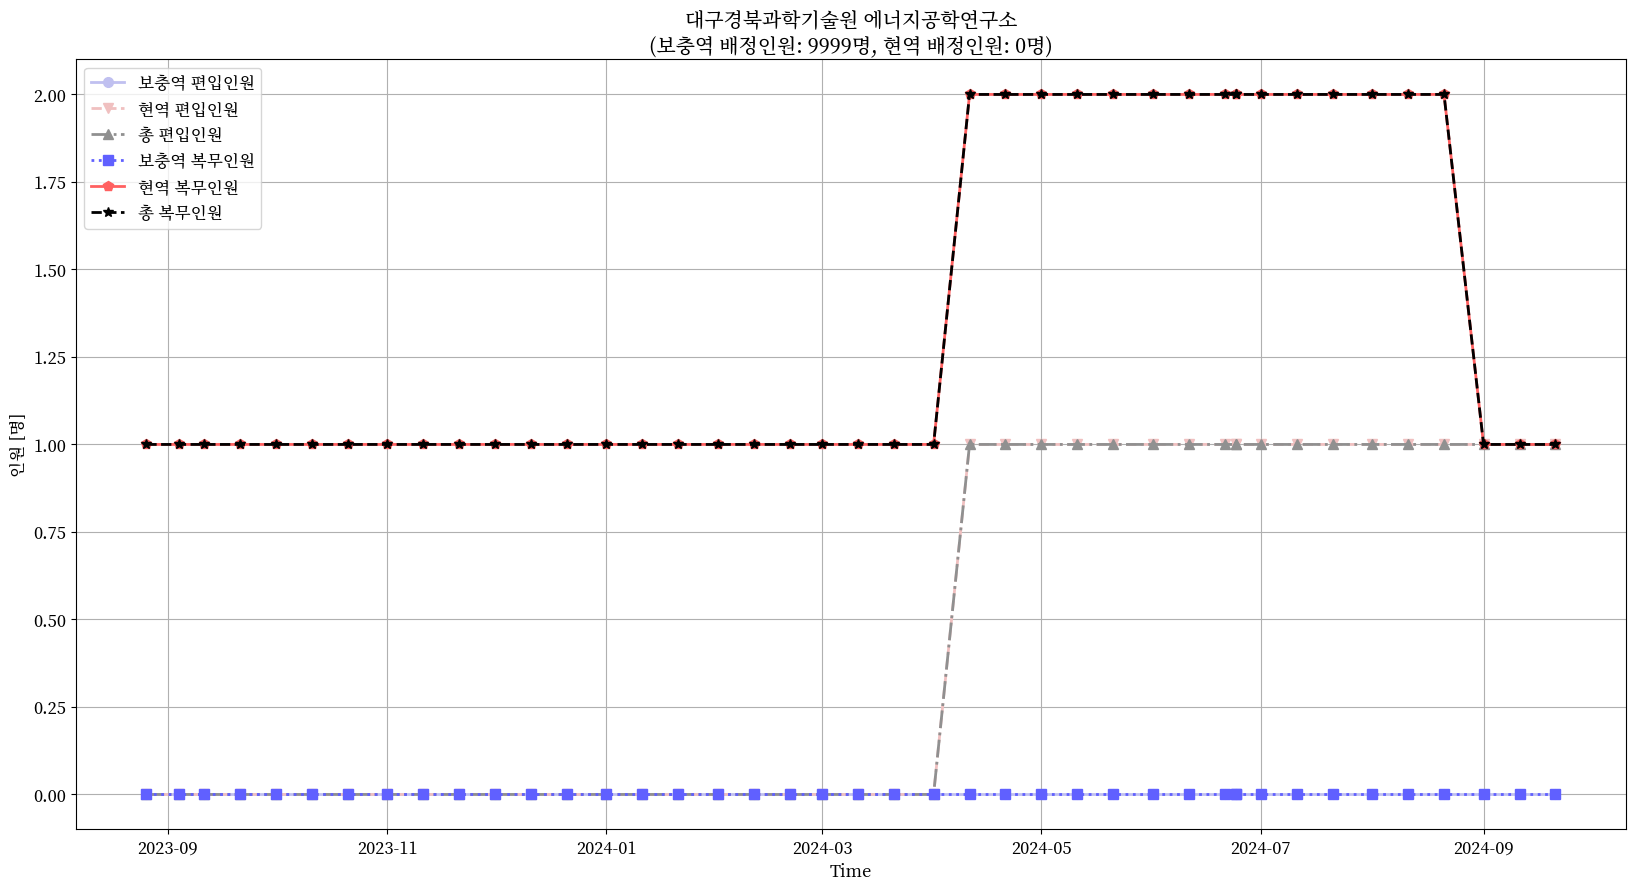 대구경북과학기술원 에너지공학연구소
(보충역 배정인원: 9999명, 현역 배정인원: 0명)
보충역 편입인원
현역 편입인원
총 편입인원
보충역 복무인원
현역 복무인원
총 복무인원
인원 [명]
2.00
1.75
1.50
1.25
1.00
0.75
0.50
0.25
0.00
2023-09
2023-11
2024-01
2024-03
2024-05
2024-07
2024-09
Time